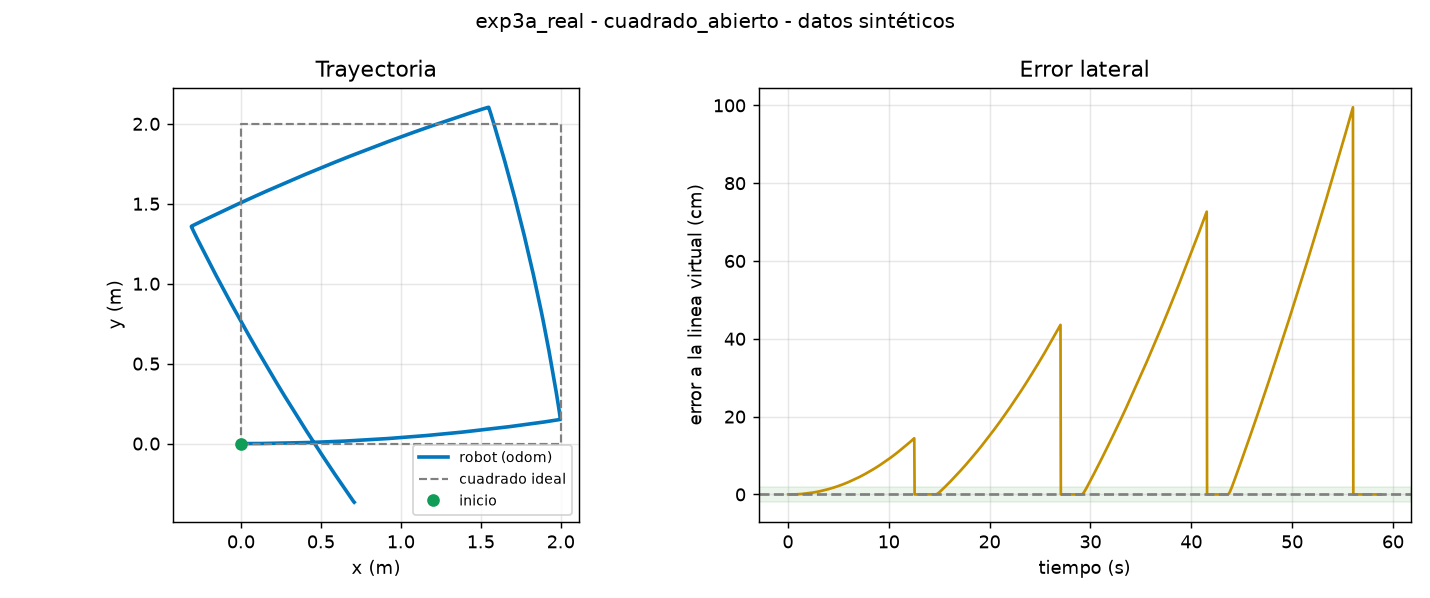 exp3a_real - cuadrado_abierto - datos sintéticos
Trayectoria
2.0
1.5
1.0
0.5
0.0
y (m)
0.0 0.5 1.0 1.5 2.0
x (m)
robot (odom)
cuadrado ideal
inicio
Error lateral
100
80
60
40
20
0
error a la linea virtual (cm)
0 10 20 30 40 50 60
tiempo (s)